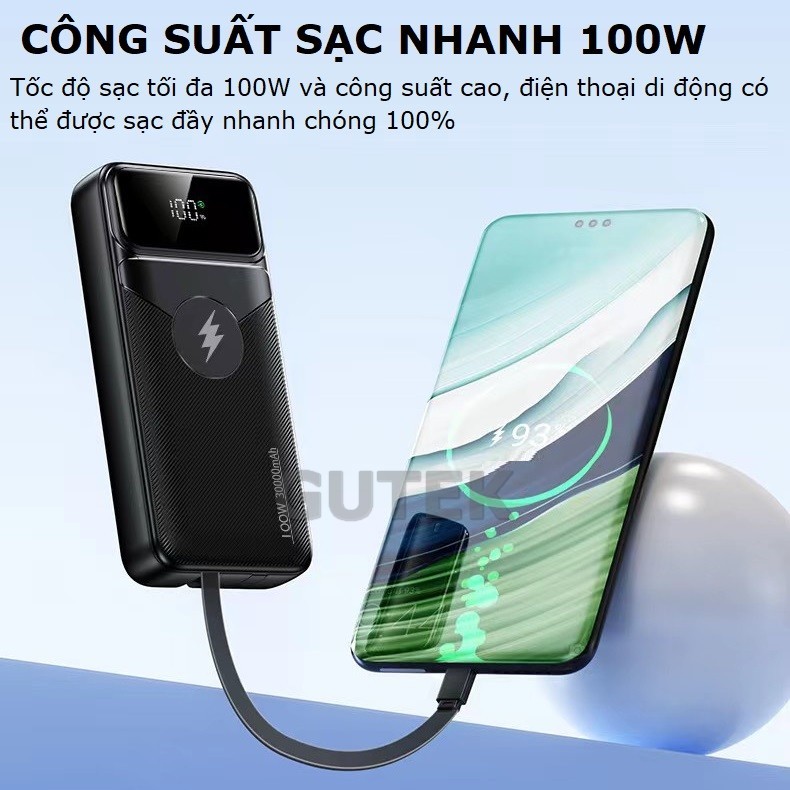 CÔNG SUẤT SẠC NHANH 100W
Tốc độ sạc tối đa 100W và công suất cao, điện thoại di động có
thể được sạc đầy nhanh chóng 100%
100%
93%
100W 30000mAh
GUTEK